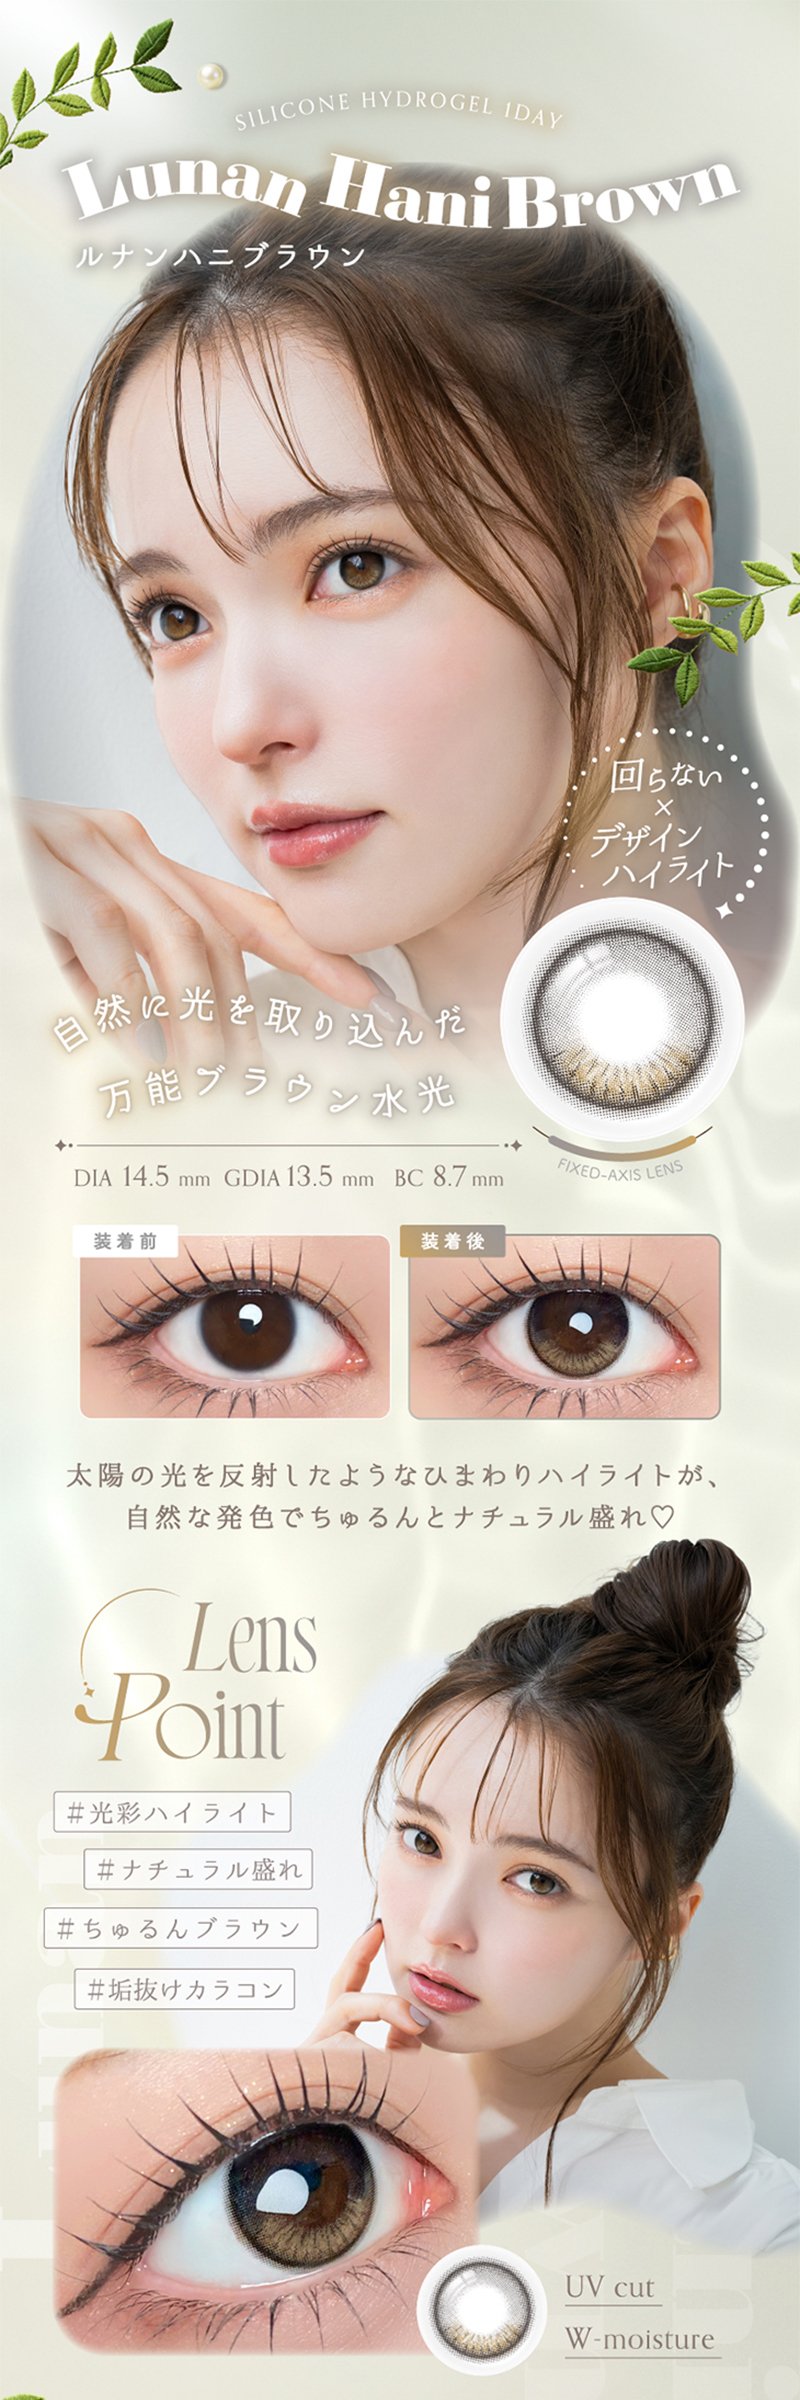 SILICONE HYDROGEL 1DAY
Lunan Hani Brown
ルナンハニブラウン
回らない
×
デザイン
ハイライト
自然に光を取り込んだ
万能ブラウン水光
FIXED-AXIS LENS
DIA 14.5 mm GDIA 13.5 mm BC 8.7 mm
装着前
装着後
太陽の光を反射したようなひまわりハイライトが、
自然な発色でちゅるんとナチュラル盛れ♡
Lens
Point
#光彩ハイライト
#ナチュラル盛れ
#ちゅるんブラウン
#垢抜けカラコン
UV cut
W-moisture